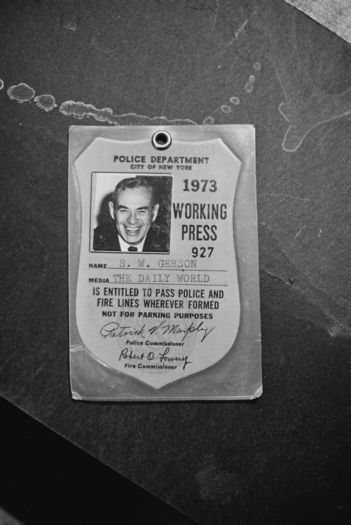 POLICE DEPARTMENT
CITY OF NEW YORK
1973
WORKING
PRESS
927
NAME S. W. GERSON
MEDIA THE DAILY WORLD
IS ENTITLED TO PASS POLICE AND
FIRE LINES WHEREVER FORMED
NOT FOR PARKING PURPOSES
Patrick V. Murphy
Police Commissioner
Robert O. Lowery
Fire Commissioner